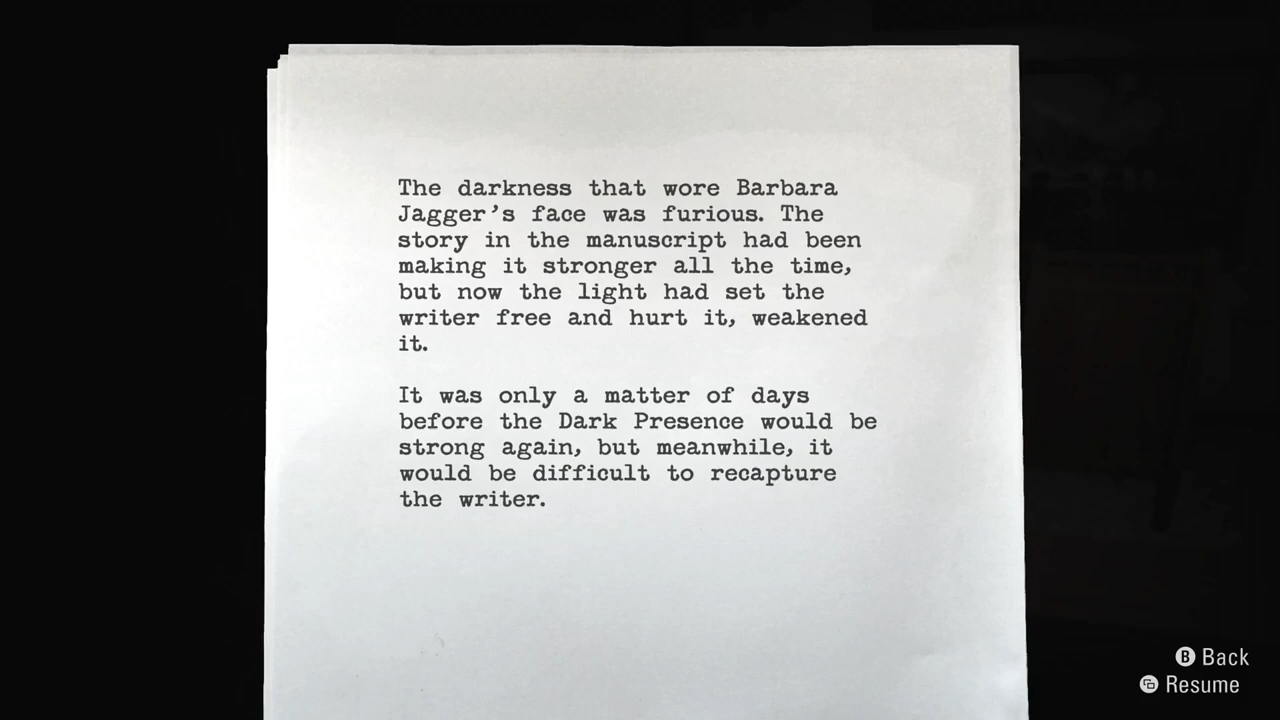 The darkness that wore Barbara
Jagger's face was furious. The
story in the manuscript had been
making it stronger all the time,
but now the light had set the
writer free and hurt it, weakened
it.
It was only a matter of days
before the Dark Presence would be
strong again, but meanwhile, it
would be difficult to recapture
the writer.
B Back
Resume